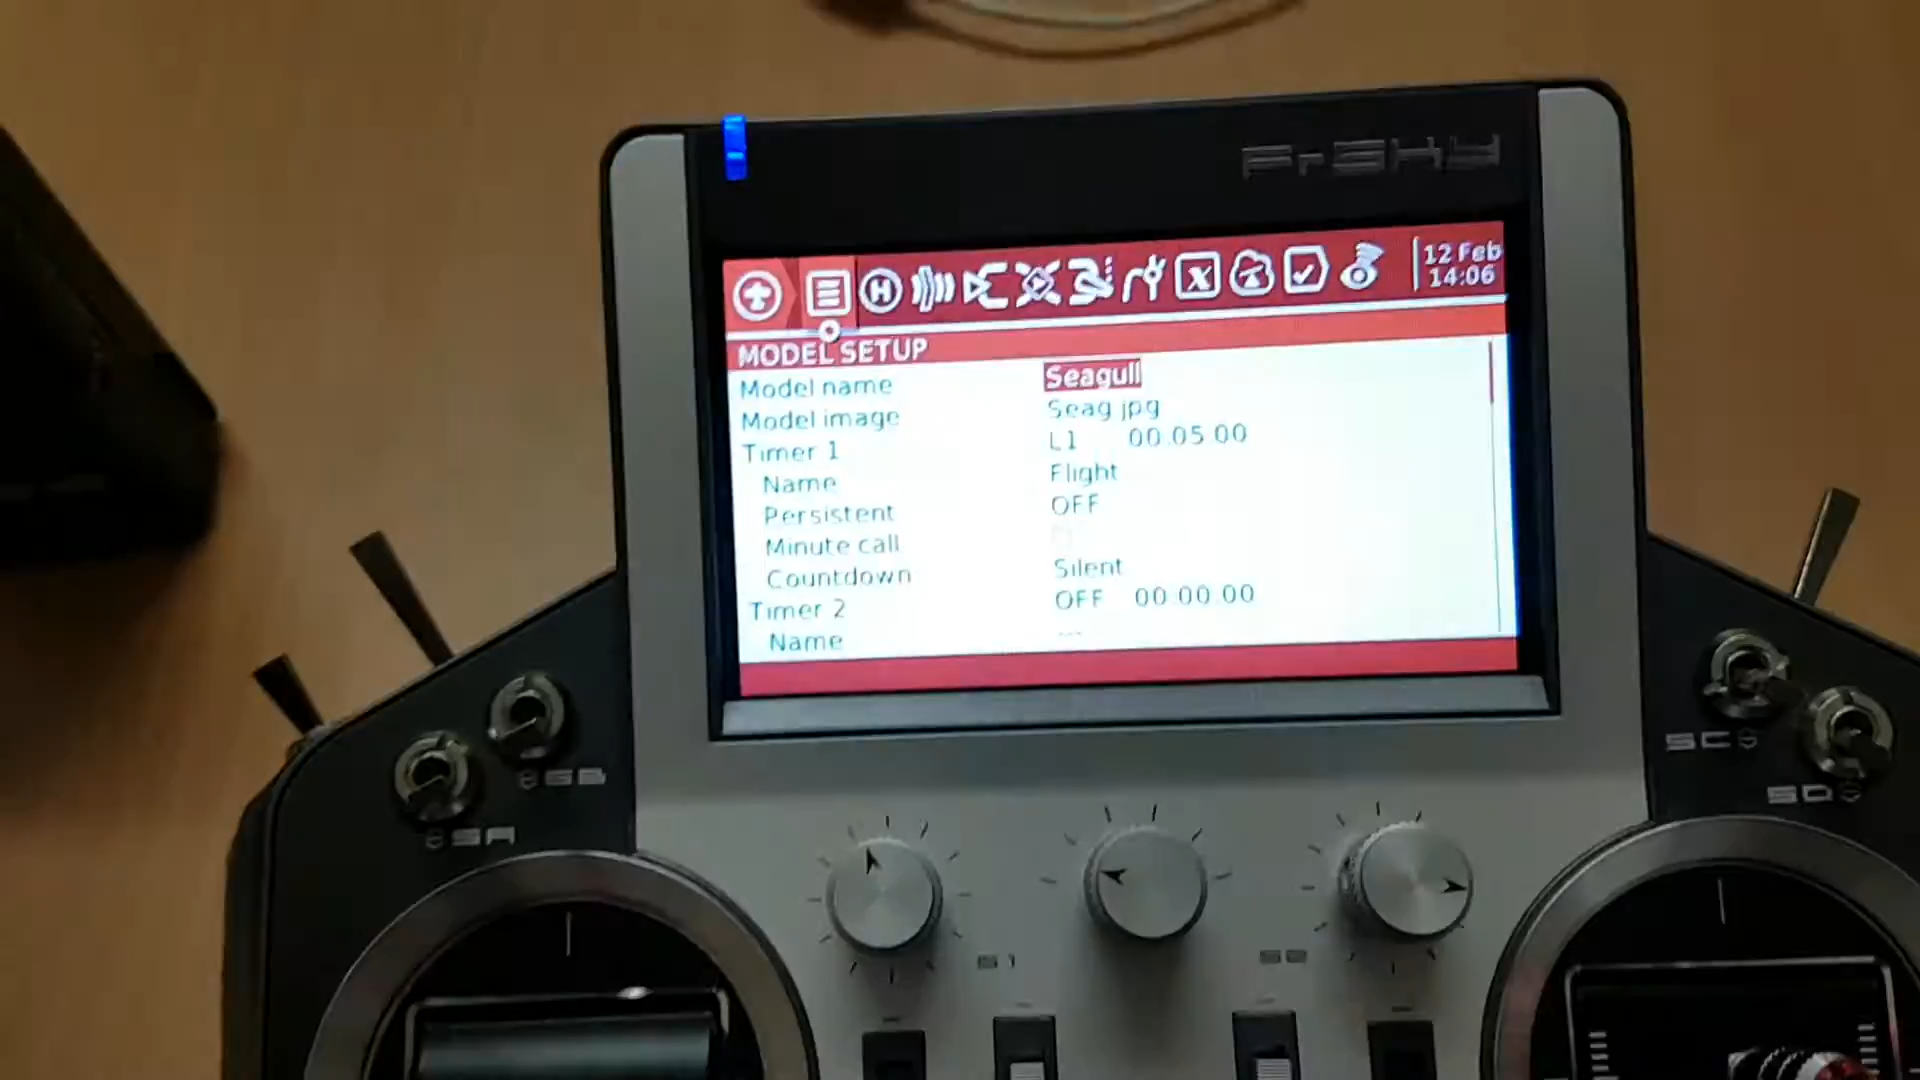 FrSky
12 Feb
14:06
MODEL SETUP
Model name Seagull
Model image Seag.jpg
Timer 1 L1 00:05:00
Name Flight
Persistent OFF
Minute call
Countdown Silent
Timer 2 OFF 00:00:00
Name ---
SB
SA
SC
SD
S1
S2